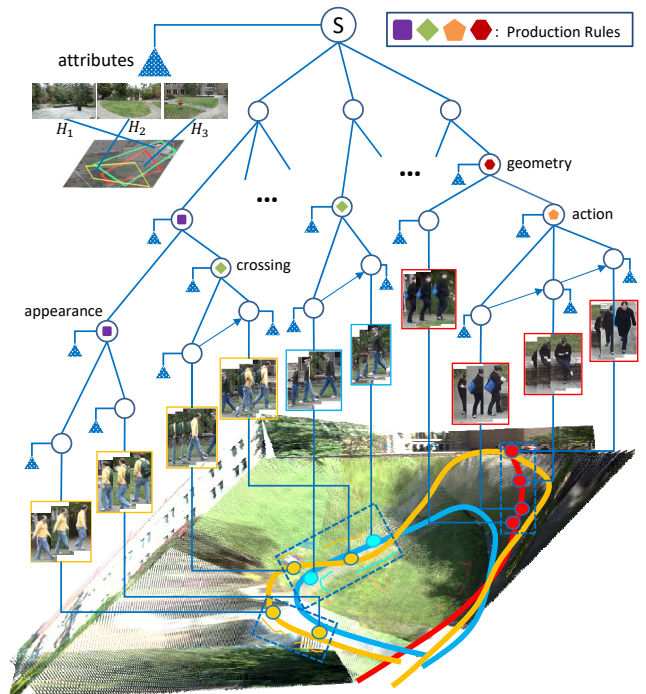 S
: Production Rules
attributes
H₁ H₂ H₃
geometry
...
...
action
crossing
appearance